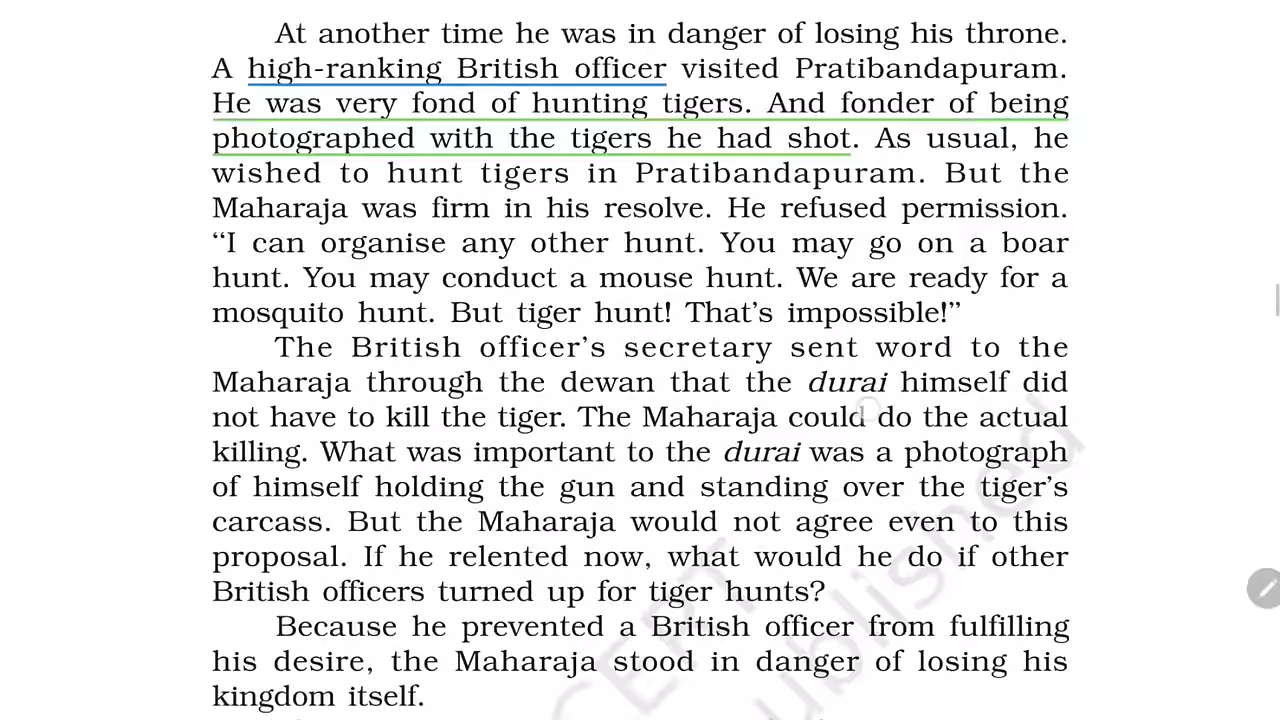 At another time he was in danger of losing his throne.
A high-ranking British officer visited Pratibandapuram.
He was very fond of hunting tigers. And fonder of being
photographed with the tigers he had shot. As usual, he
wished to hunt tigers in Pratibandapuram. But the
Maharaja was firm in his resolve. He refused permission.
“I can organise any other hunt. You may go on a boar
hunt. You may conduct a mouse hunt. We are ready for a
mosquito hunt. But tiger hunt! That’s impossible!”
The British officer’s secretary sent word to the
Maharaja through the dewan that the durai himself did
not have to kill the tiger. The Maharaja could do the actual
killing. What was important to the durai was a photograph
of himself holding the gun and standing over the tiger’s
carcass. But the Maharaja would not agree even to this
proposal. If he relented now, what would he do if other
British officers turned up for tiger hunts?
Because he prevented a British officer from fulfilling
his desire, the Maharaja stood in danger of losing his
kingdom itself.